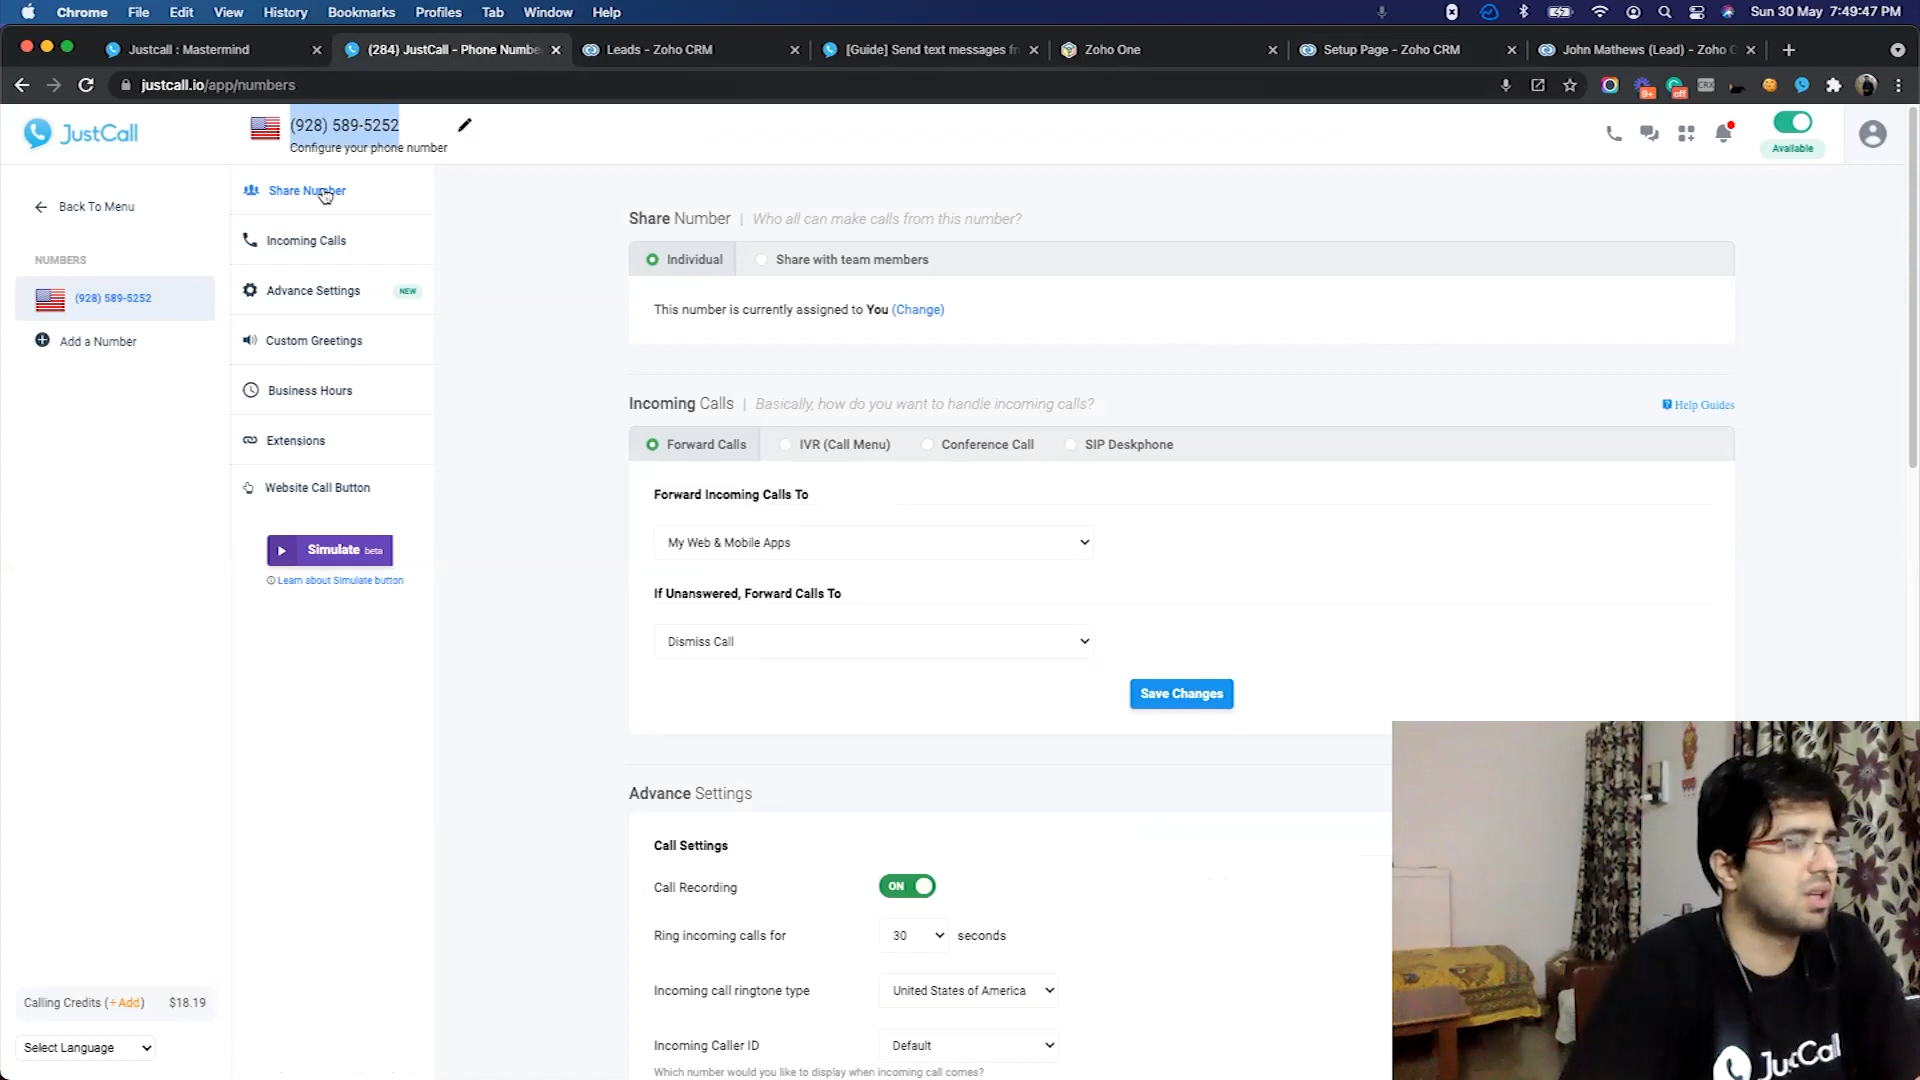 Chrome File Edit View History Bookmarks Profiles Tab Window Help Sun 30 May 7:49:47 PM
Justcall : Mastermind (284) JustCall - Phone Numbe Leads - Zoho CRM [Guide] Send text messages fr Zoho One Setup Page - Zoho CRM John Mathews (Lead) - Zoho C
justcall.io/app/numbers 9+ off
JustCall
(928) 589-5252
Configure your phone number
Available
Back To Menu
NUMBERS
(928) 589-5252
Add a Number
Calling Credits (+Add) $18.19
Select Language
Share Number
Incoming Calls
Advance Settings NEW
Custom Greetings
Business Hours
Extensions
Website Call Button
Simulate beta
Learn about Simulate button
Share Number | Who all can make calls from this number?
Individual Share with team members
This number is currently assigned to You (Change)
Incoming Calls | Basically, how do you want to handle incoming calls? Help Guides
Forward Calls IVR (Call Menu) Conference Call SIP Deskphone
Forward Incoming Calls To
My Web & Mobile Apps
If Unanswered, Forward Calls To
Dismiss Call
Save Changes
Advance Settings
Call Settings
Call Recording ON
Ring incoming calls for 30 seconds
Incoming call ringtone type United States of America
Incoming Caller ID Default
Which number would you like to display when incoming call comes?
JustCall